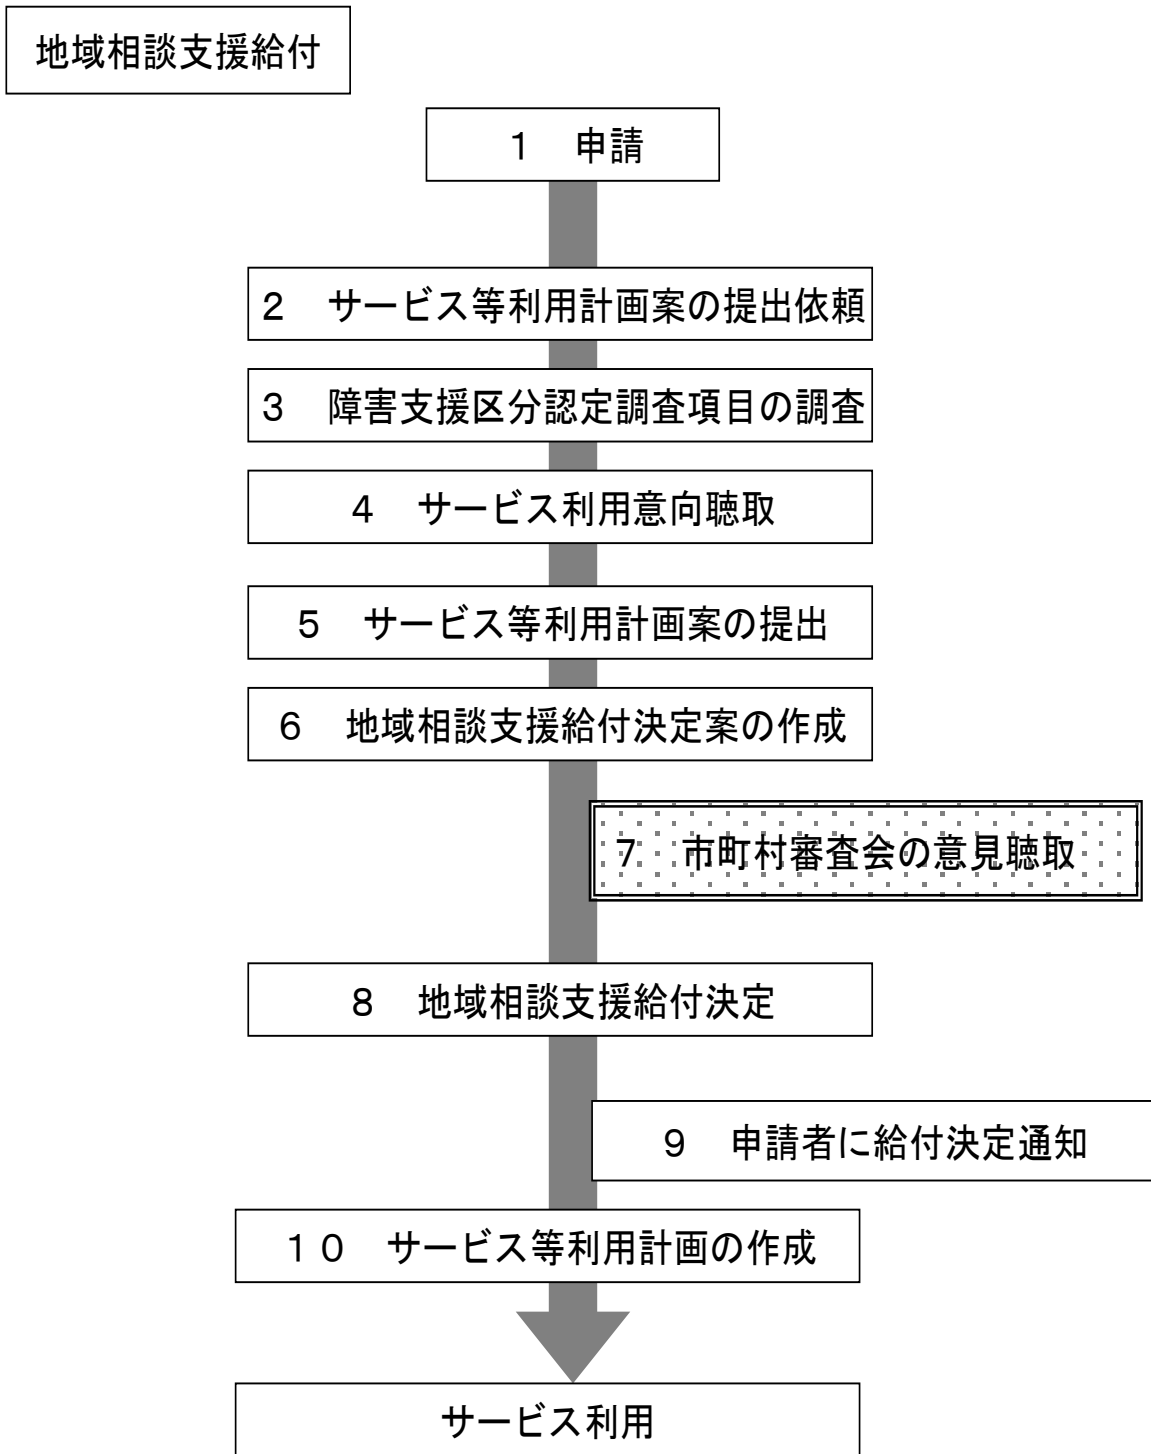 地域相談支援給付
1 申請
2 サービス等利用計画案の提出依頼
3 障害支援区分認定調査項目の調査
4 サービス利用意向聴取
5 サービス等利用計画案の提出
6 地域相談支援給付決定案の作成
7 市町村審査会の意見聴取
8 地域相談支援給付決定
9 申請者に給付決定通知
10 サービス等利用計画の作成
サービス利用